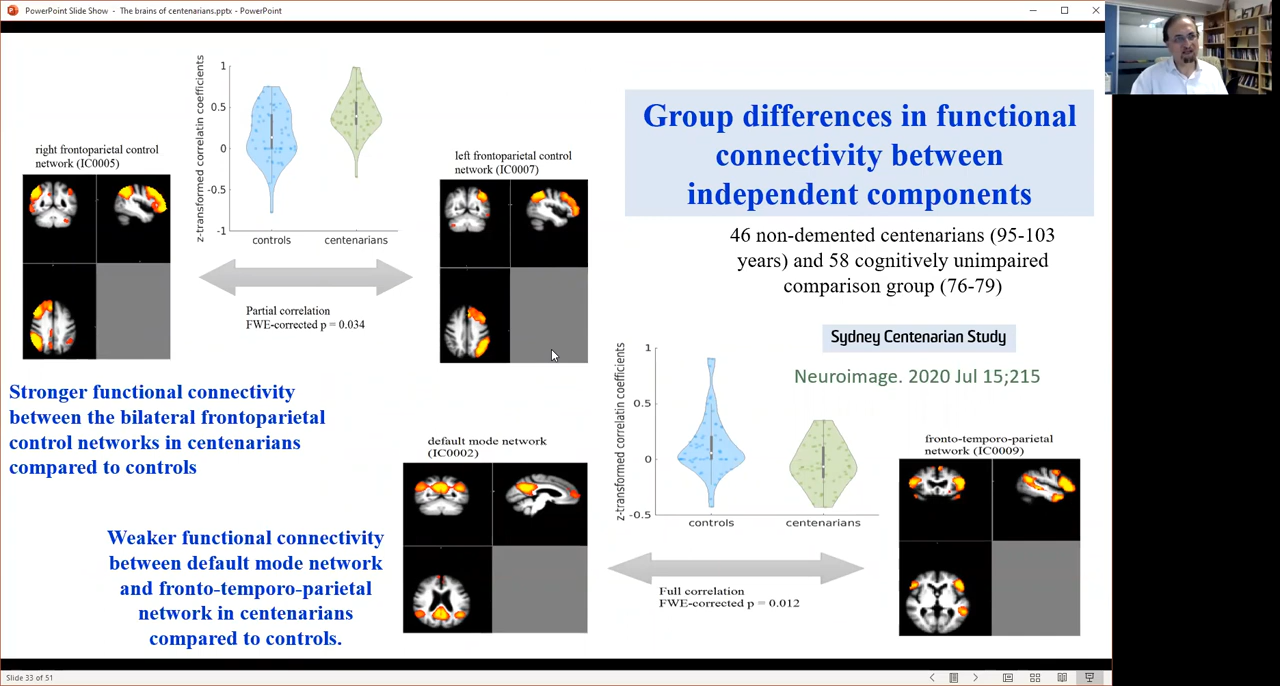 PowerPoint Slide Show - The brains of centenarians.pptx - PowerPoint
z-transformed correlatin coefficients
1
0.5
0
-0.5
-1
controls
centenarians
right frontoparietal control
network (IC0005)
left frontoparietal control
network (IC0007)
Partial correlation
FWE-corrected p = 0.034
Group differences in functional
connectivity between
independent components
46 non-demented centenarians (95-103
years) and 58 cognitively unimpaired
comparison group (76-79)
Sydney Centenarian Study
Neuroimage. 2020 Jul 15;215
Stronger functional connectivity
between the bilateral frontoparietal
control networks in centenarians
compared to controls
Weaker functional connectivity
between default mode network
and fronto-temporo-parietal
network in centenarians
compared to controls.
default mode network
(IC0002)
z-transformed correlatin coefficients
1
0.5
0
-0.5
controls
centenarians
fronto-temporo-parietal
network (IC0009)
Full correlation
FWE-corrected p = 0.012
Slide 33 of 51